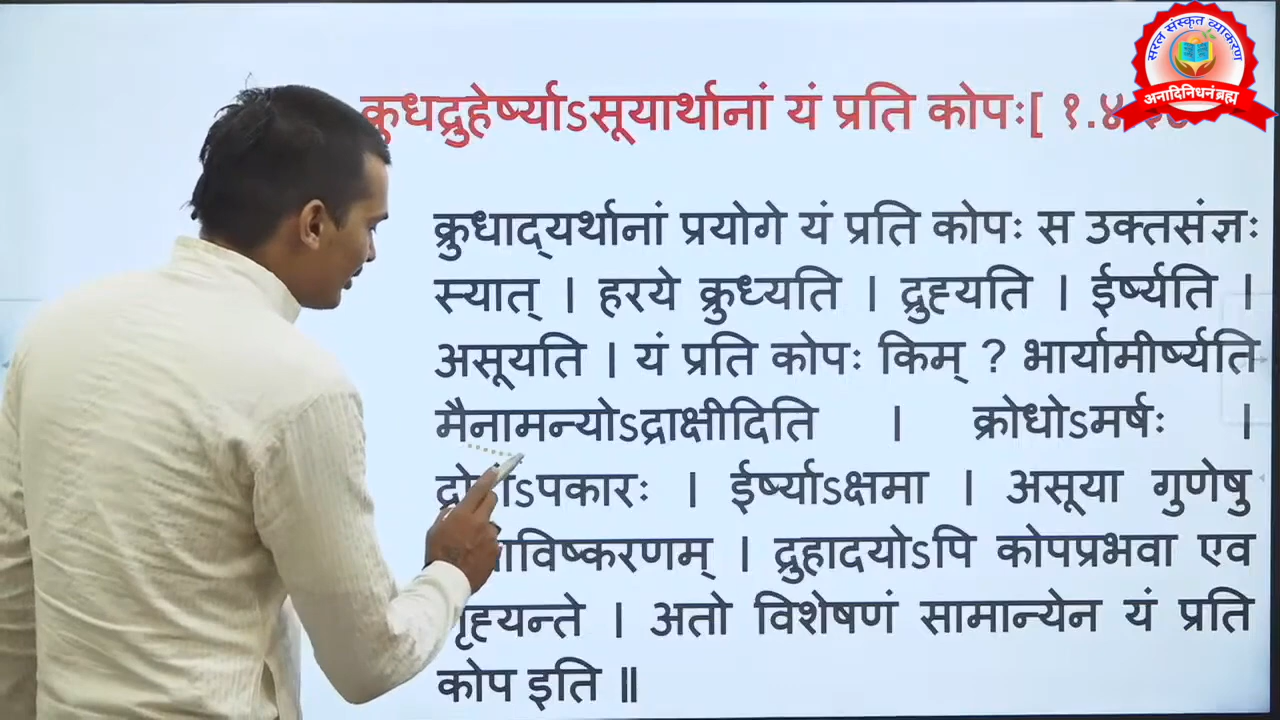 सरल संस्कृत व्याकरण
अनादिनिधनं ब्रह्म
क्रुधद्रुहेर्ष्याऽसूयार्थानां यं प्रति कोपः[ १.४
क्रुधाद्यर्थानां प्रयोगे यं प्रति कोपः स उक्तसंज्ञः
स्यात् । हरये क्रुध्यति । द्रुह्यति । ईर्ष्यति ।
असूयति । यं प्रति कोपः किम् ? भार्यामीर्ष्यति
मैनामन्योऽद्राक्षीदिति । क्रोधोऽमर्षः ।
ऽपकारः । ईर्ष्याऽक्षमा । असूया गुणेषु
विष्करणम् । द्रुहादयोऽपि कोपप्रभवा एव
गृह्यन्ते । अतो विशेषणं सामान्येन यं प्रति
कोप इति ॥